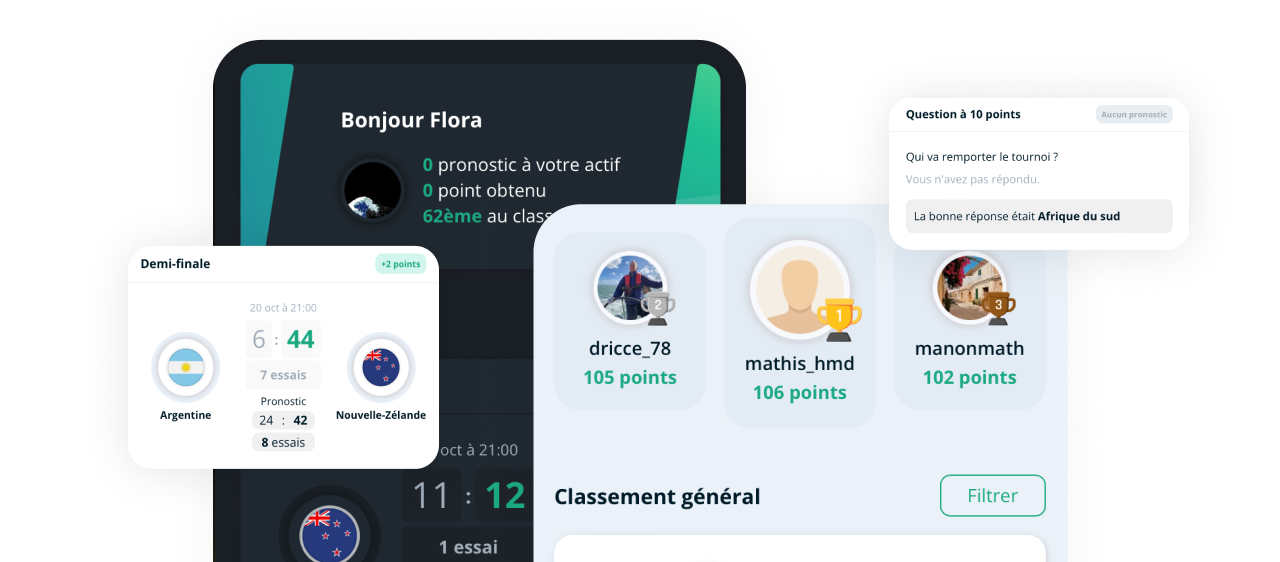 Bonjour Flora
0 pronostic à votre actif
0 point obtenu
62ème au class
Question à 10 points
Aucun pronostic
Qui va remporter le tournoi ?
Vous n'avez pas répondu.
La bonne réponse était Afrique du sud
Demi-finale
+2 points
20 oct à 21:00
6 : 44
7 essais
Pronostic
24 : 42
8 essais
Argentine
Nouvelle-Zélande
2
dricce_78
105 points
1
mathis_hmd
106 points
3
manonmath
102 points
oct à 21:00
11 : 12
1 essai
Classement général
Filtrer